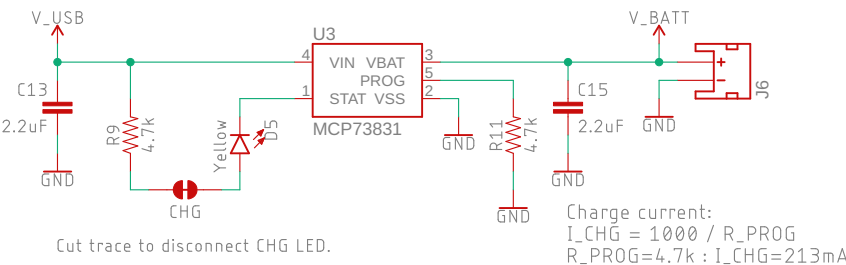 V_USB
V_BATT
U3
4 VIN VBAT 3
PROG 5
1 STAT VSS 2
MCP73831
C13
2.2uF
GND
R9
4.7k
Yellow
D5
CHG
GND
R11
4.7k
GND
C15
2.2uF
GND
GND
+
-
J6
Cut trace to disconnect CHG LED.
Charge current:
I_CHG = 1000 / R_PROG
R_PROG=4.7k : I_CHG=213mA